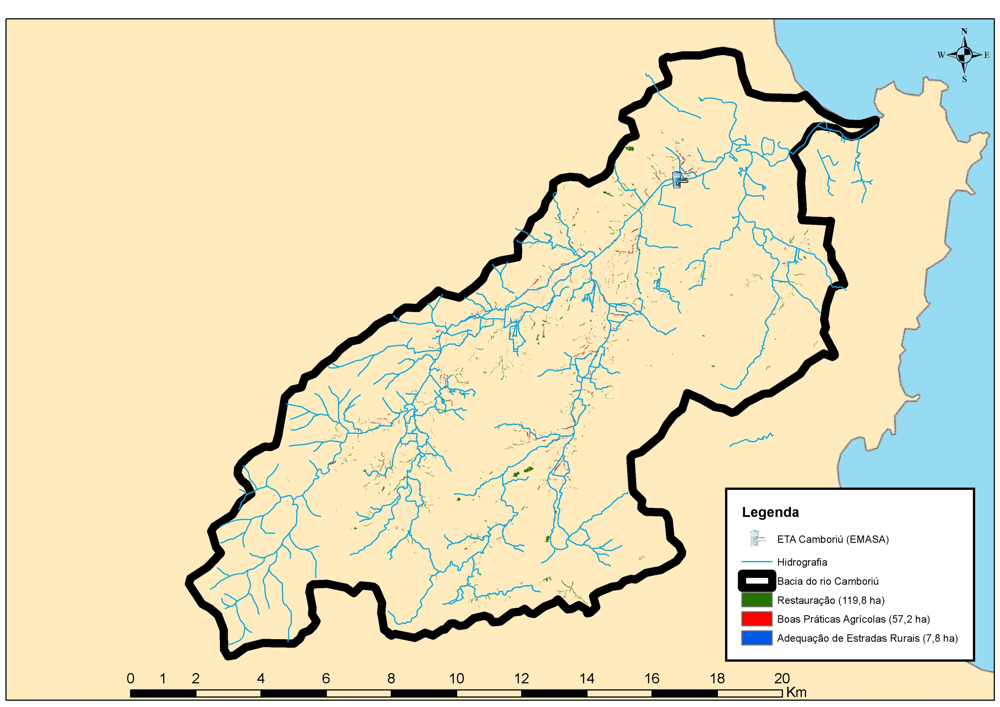 N
W E
S
Legenda
ETA Camboriú (EMASA)
Hidrografia
Bacia do rio Camboriú
Restauração (119,8 ha)
Boas Práticas Agrícolas (57,2 ha)
Adequação de Estradas Rurais (7,8 ha)
0 1 2 4 6 8 10 12 14 16 18 20
Km